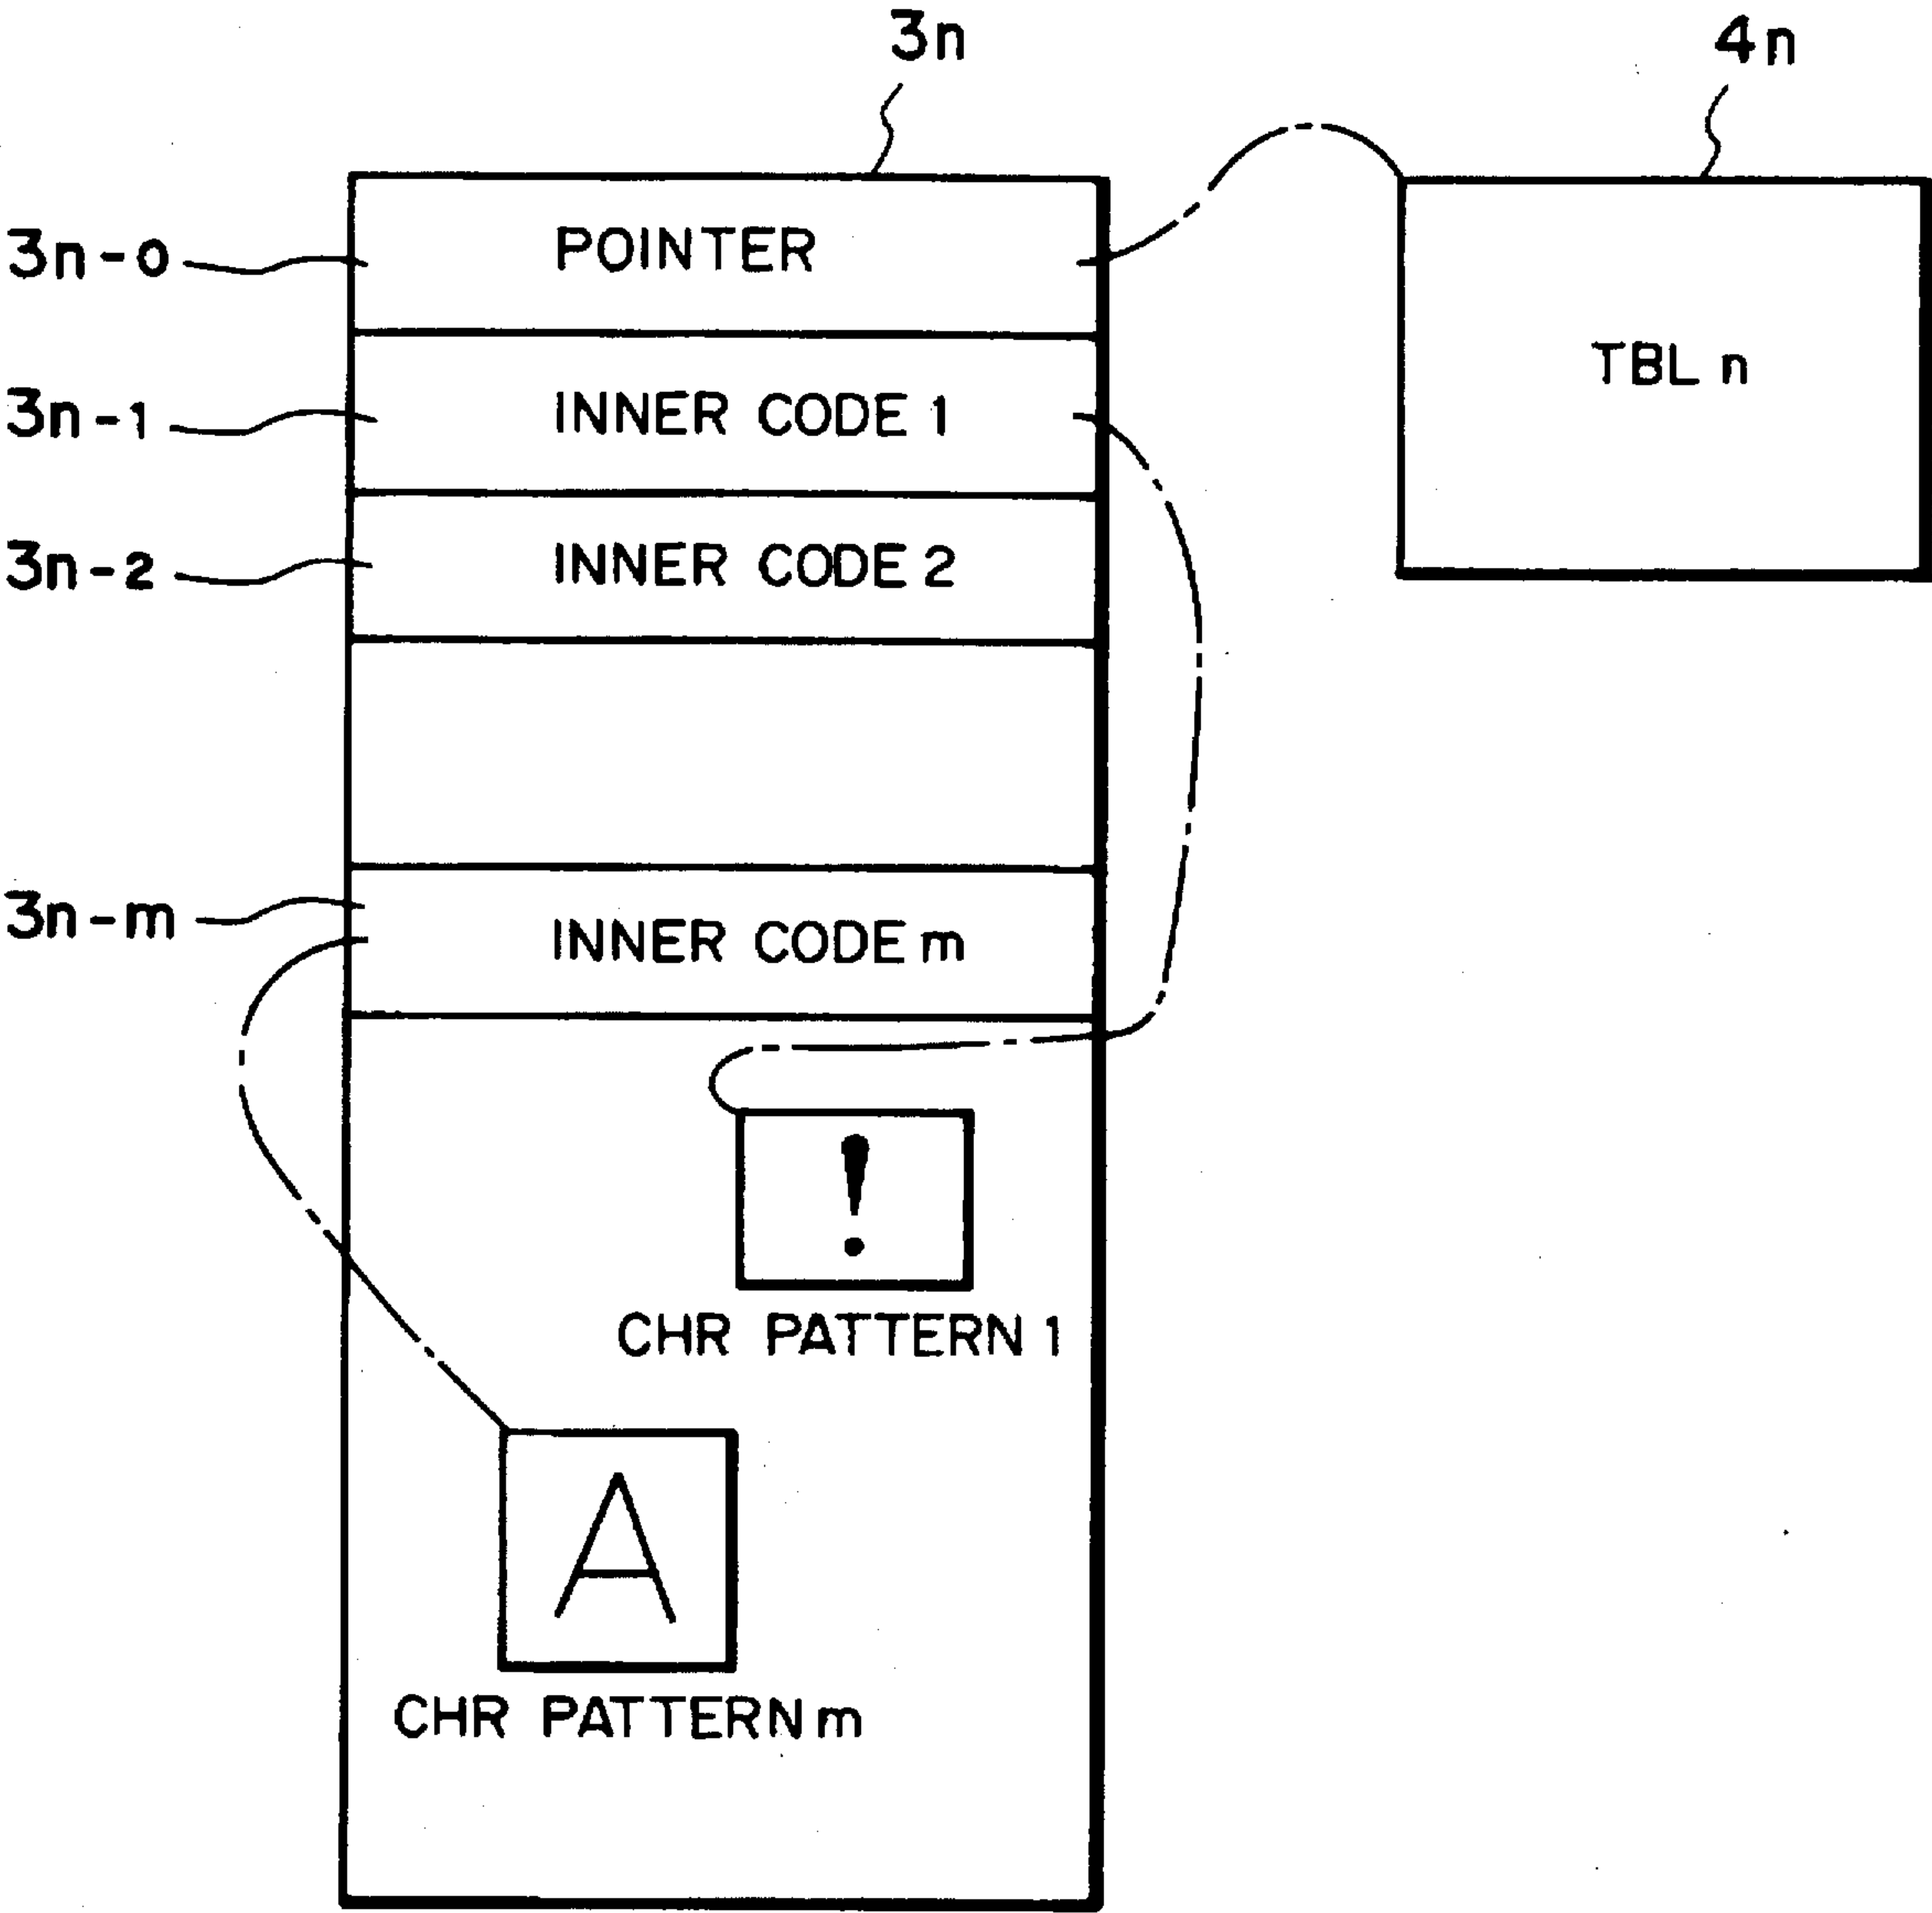 3n
4n
3n-0
POINTER
TBL n
3n-1
INNER CODE 1
3n-2
INNER CODE 2
3n-m
INNER CODE m
!
CHR PATTERN 1
A
CHR PATTERN m